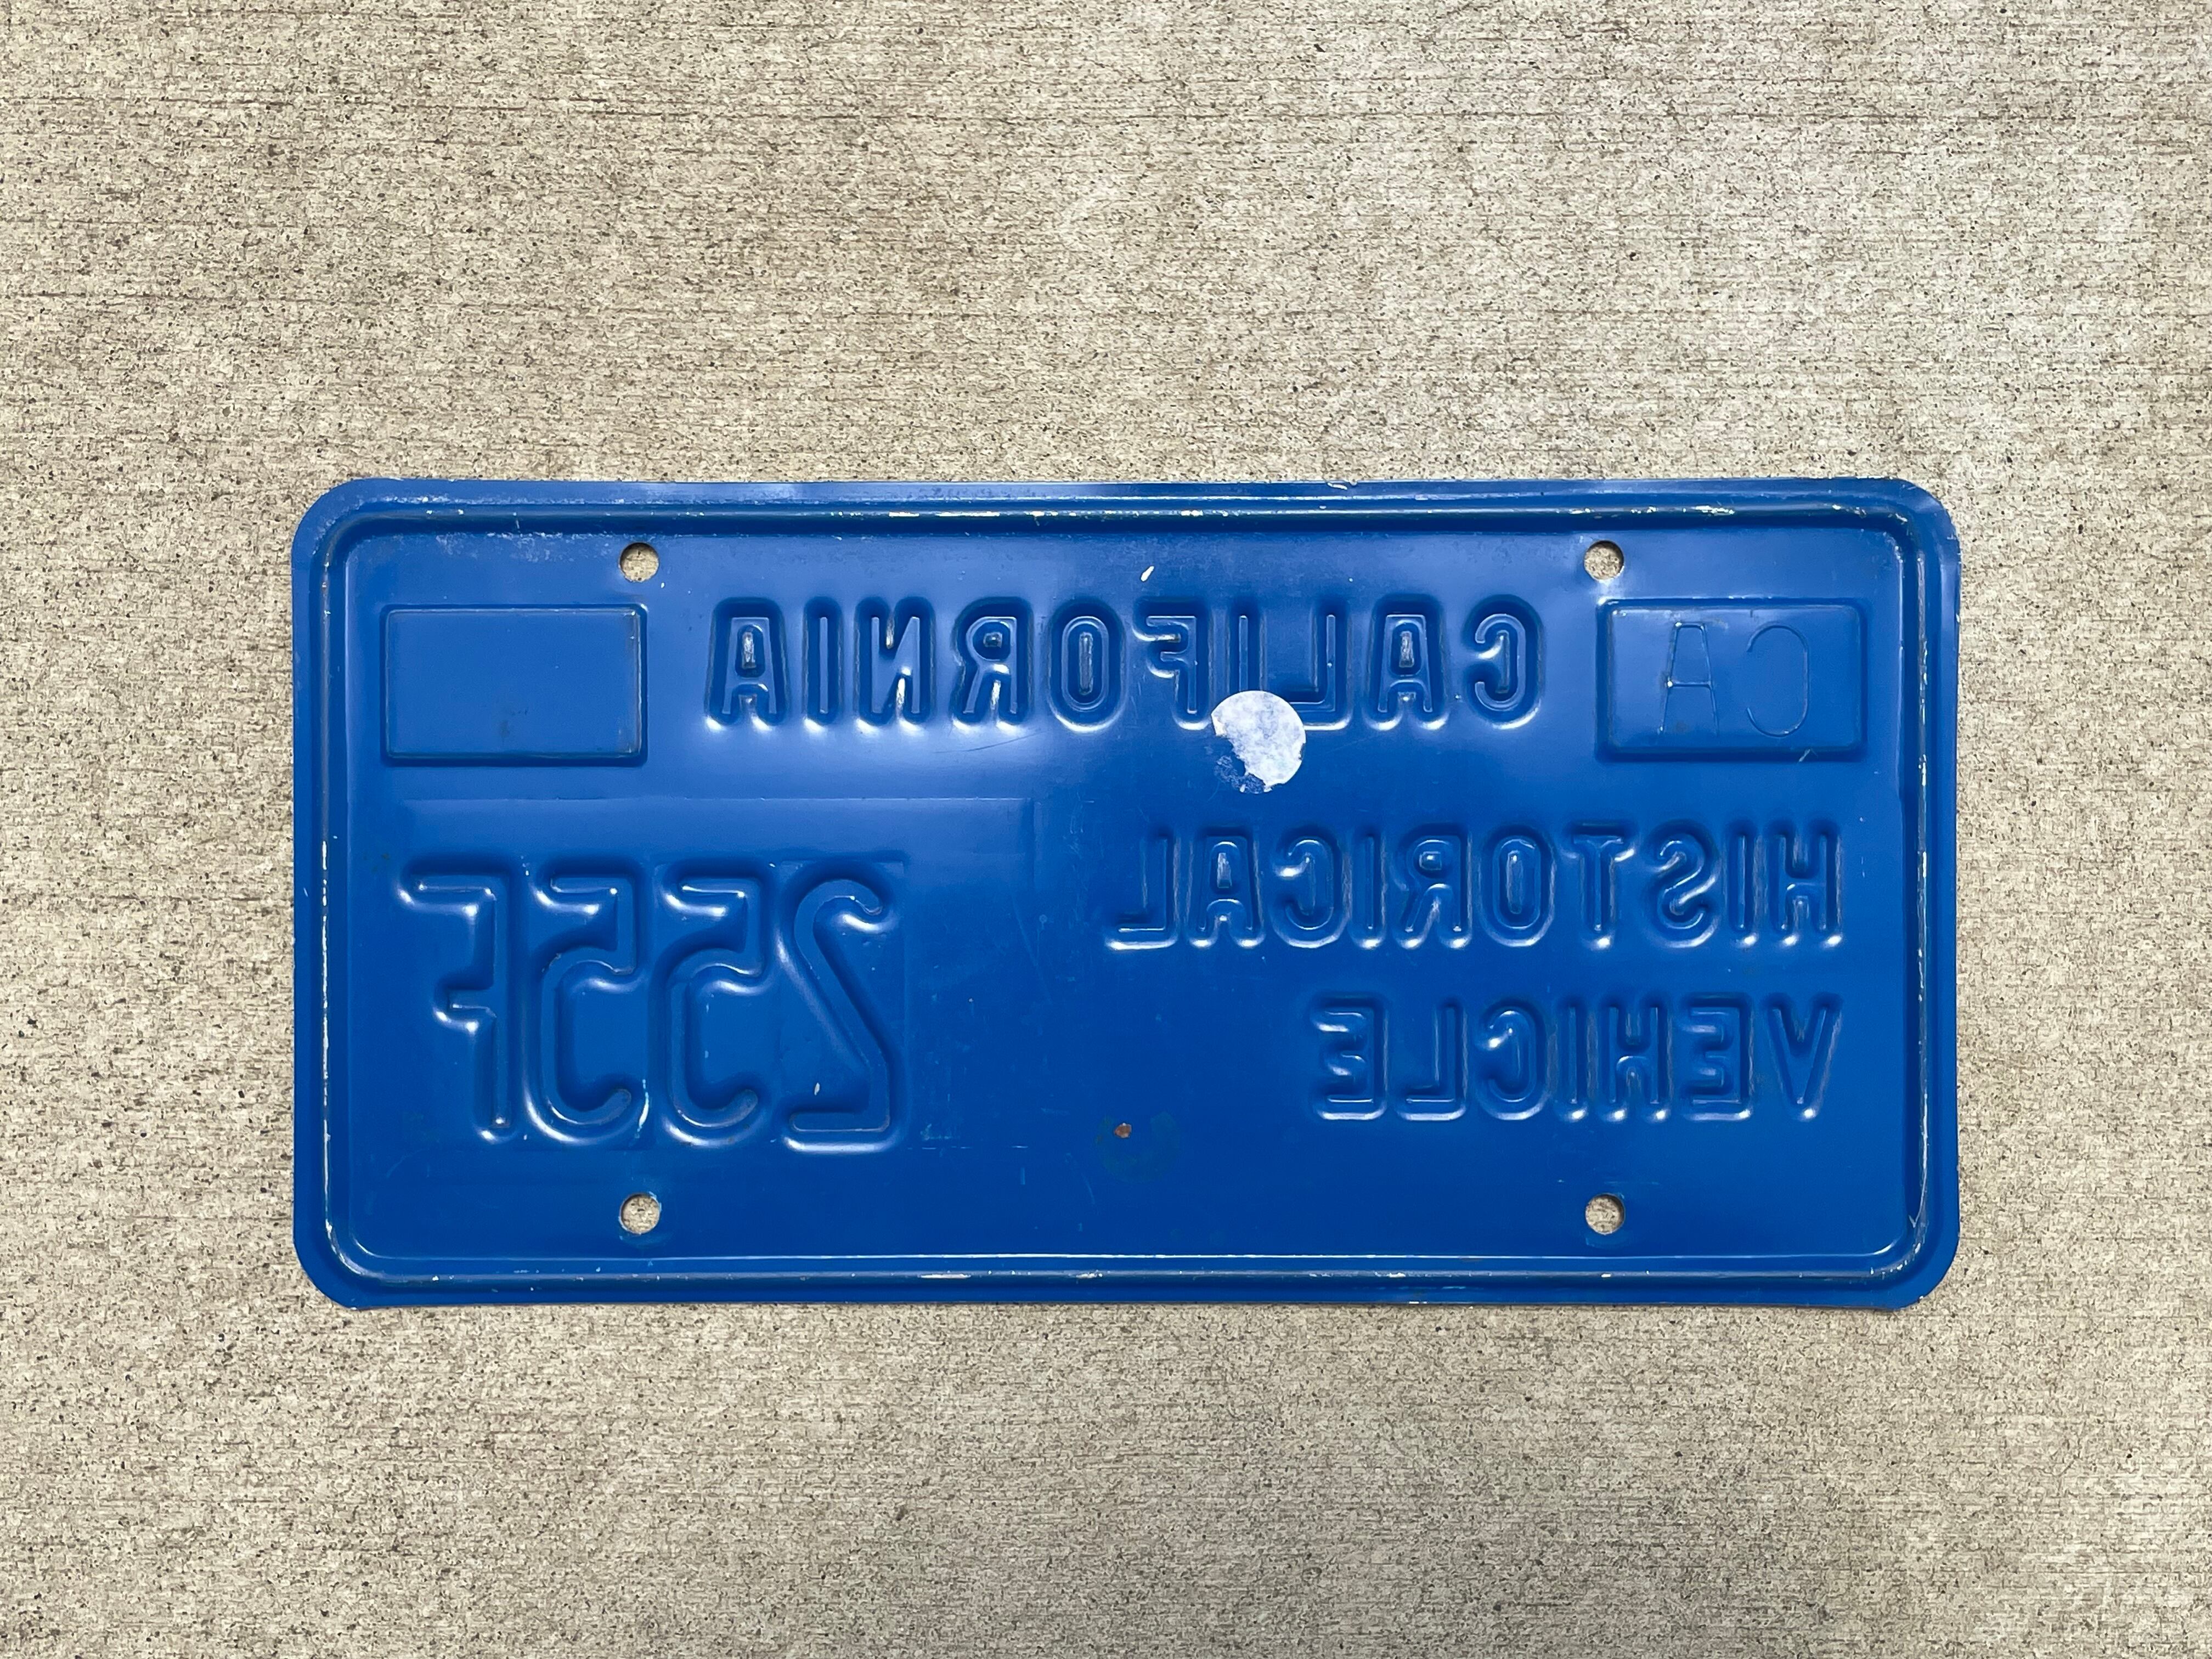 CALIFORNIA
CA
HISTORICAL
VEHICLE
255F